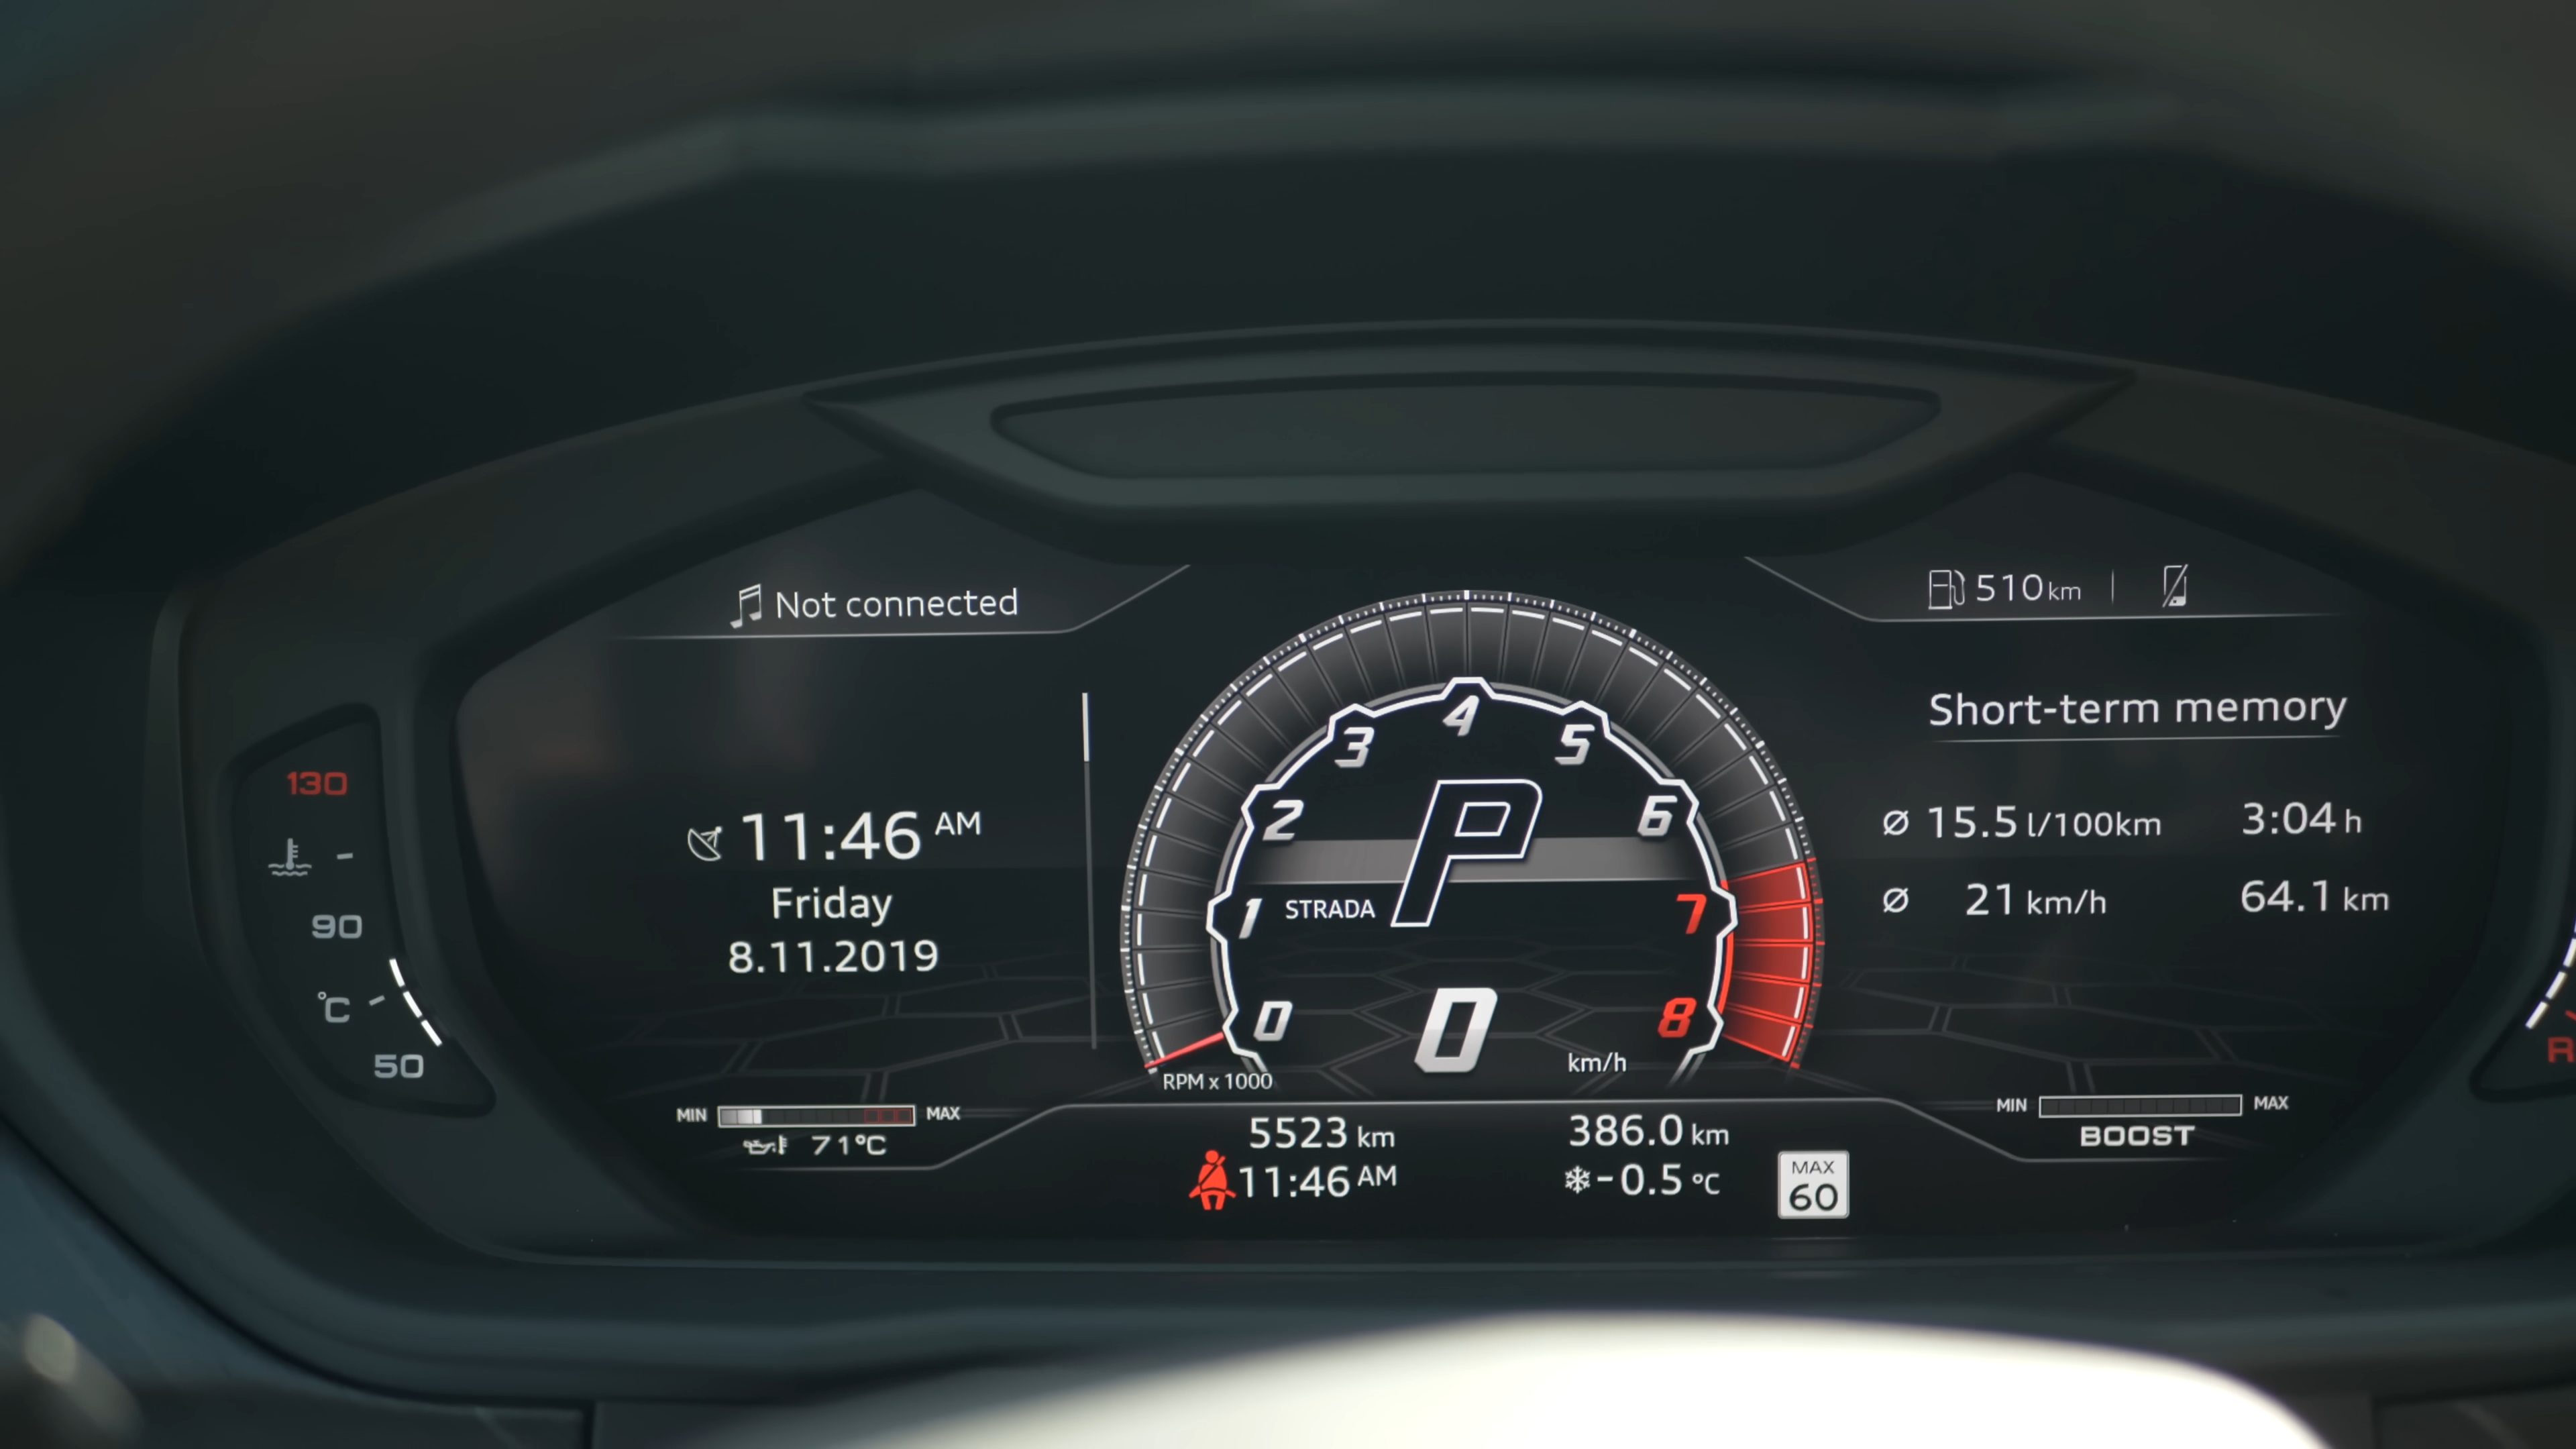 Not connected
510 km
Short-term memory
130
90
°C
50
11:46 AM
Friday
8.11.2019
0
1
2
3
4
5
6
7
8
P
STRADA
0
km/h
RPM x 1000
Ø 15.5 l/100km 3:04 h
Ø 21 km/h 64.1 km
MIN MAX
71°C
5523 km 386.0 km
11:46 AM -0.5 °C
MAX
60
MIN MAX
BOOST
R